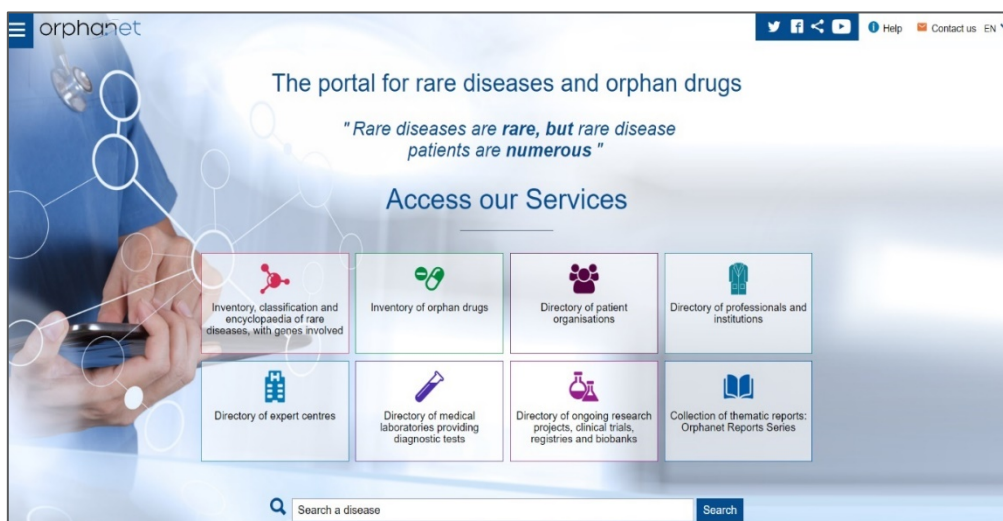 orphanet
Help
Contact us
EN
The portal for rare diseases and orphan drugs
" Rare diseases are rare, but rare disease
patients are numerous "
Access our Services
Inventory, classification and
encyclopaedia of rare
diseases, with genes involved
Inventory of orphan drugs
Directory of patient
organisations
Directory of professionals and
institutions
Directory of expert centres
Directory of medical
laboratories providing
diagnostic tests
Directory of ongoing research
projects, clinical trials,
registries and biobanks
Collection of thematic reports:
Orphanet Reports Series
Search a disease
Search